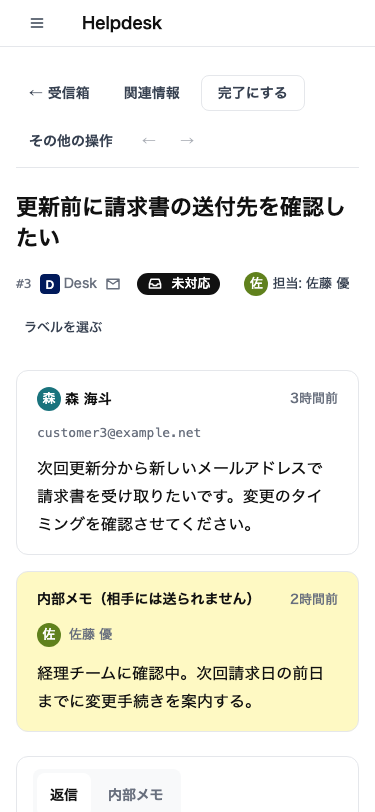 Helpdesk
← 受信箱 関連情報 完了にする
その他の操作 ← →
更新前に請求書の送付先を確認し
たい
#3 D Desk 未対応 佐 担当: 佐藤 優
ラベルを選ぶ
森 森 海斗 3時間前
customer3@example.net
次回更新分から新しいメールアドレスで
請求書を受け取りたいです。変更のタイ
ミングを確認させてください。
内部メモ（相手には送られません） 2時間前
佐 佐藤 優
経理チームに確認中。次回請求日の前日
までに変更手続きを案内する。
返信 内部メモ